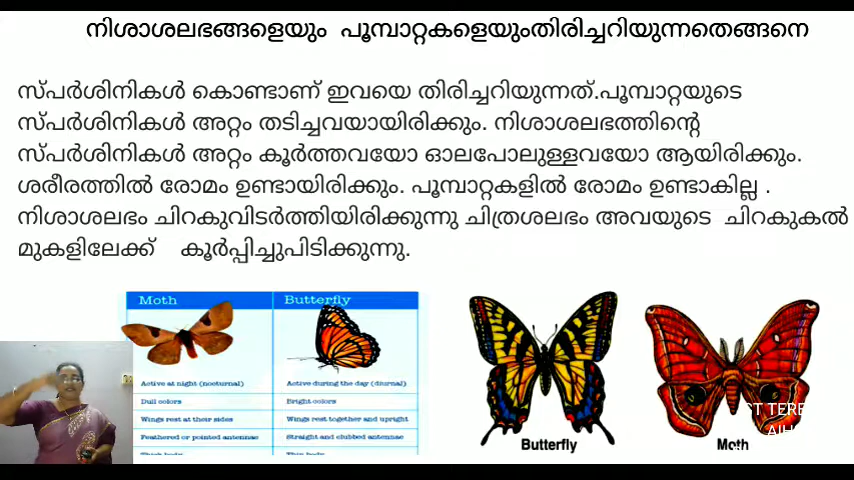 നിശാശലഭങ്ങളെയും പൂമ്പാറ്റകളെയുംതിരിച്ചറിയുന്നതെങ്ങനെ
സ്പർശിനികൾ കൊണ്ടാണ് ഇവയെ തിരിച്ചറിയുന്നത്.പൂമ്പാറ്റയുടെ
സ്പർശിനികൾ അറ്റം തടിച്ചവയായിരിക്കും. നിശാശലഭത്തിന്റെ
സ്പർശിനികൾ അറ്റം കൂർത്തവയോ ഓലപോലുള്ളവയോ ആയിരിക്കും.
ശരീരത്തിൽ രോമം ഉണ്ടായിരിക്കും. പൂമ്പാറ്റകളിൽ രോമം ഉണ്ടാകില്ല .
നിശാശലഭം ചിറകുവിടർത്തിയിരിക്കുന്നു ചിത്രശലഭം അവയുടെ ചിറകുകൽ
മുകളിലേക്ക് കൂർപ്പിച്ചുപിടിക്കുന്നു.
Moth Butterfly
Active at night (nocturnal) Active during the day (diurnal)
Dull colors Bright colors
Wings rest at their sides Wings rest together and upright
Feathered or pointed antennae Straight and clubbed antennae
Butterfly
Moth